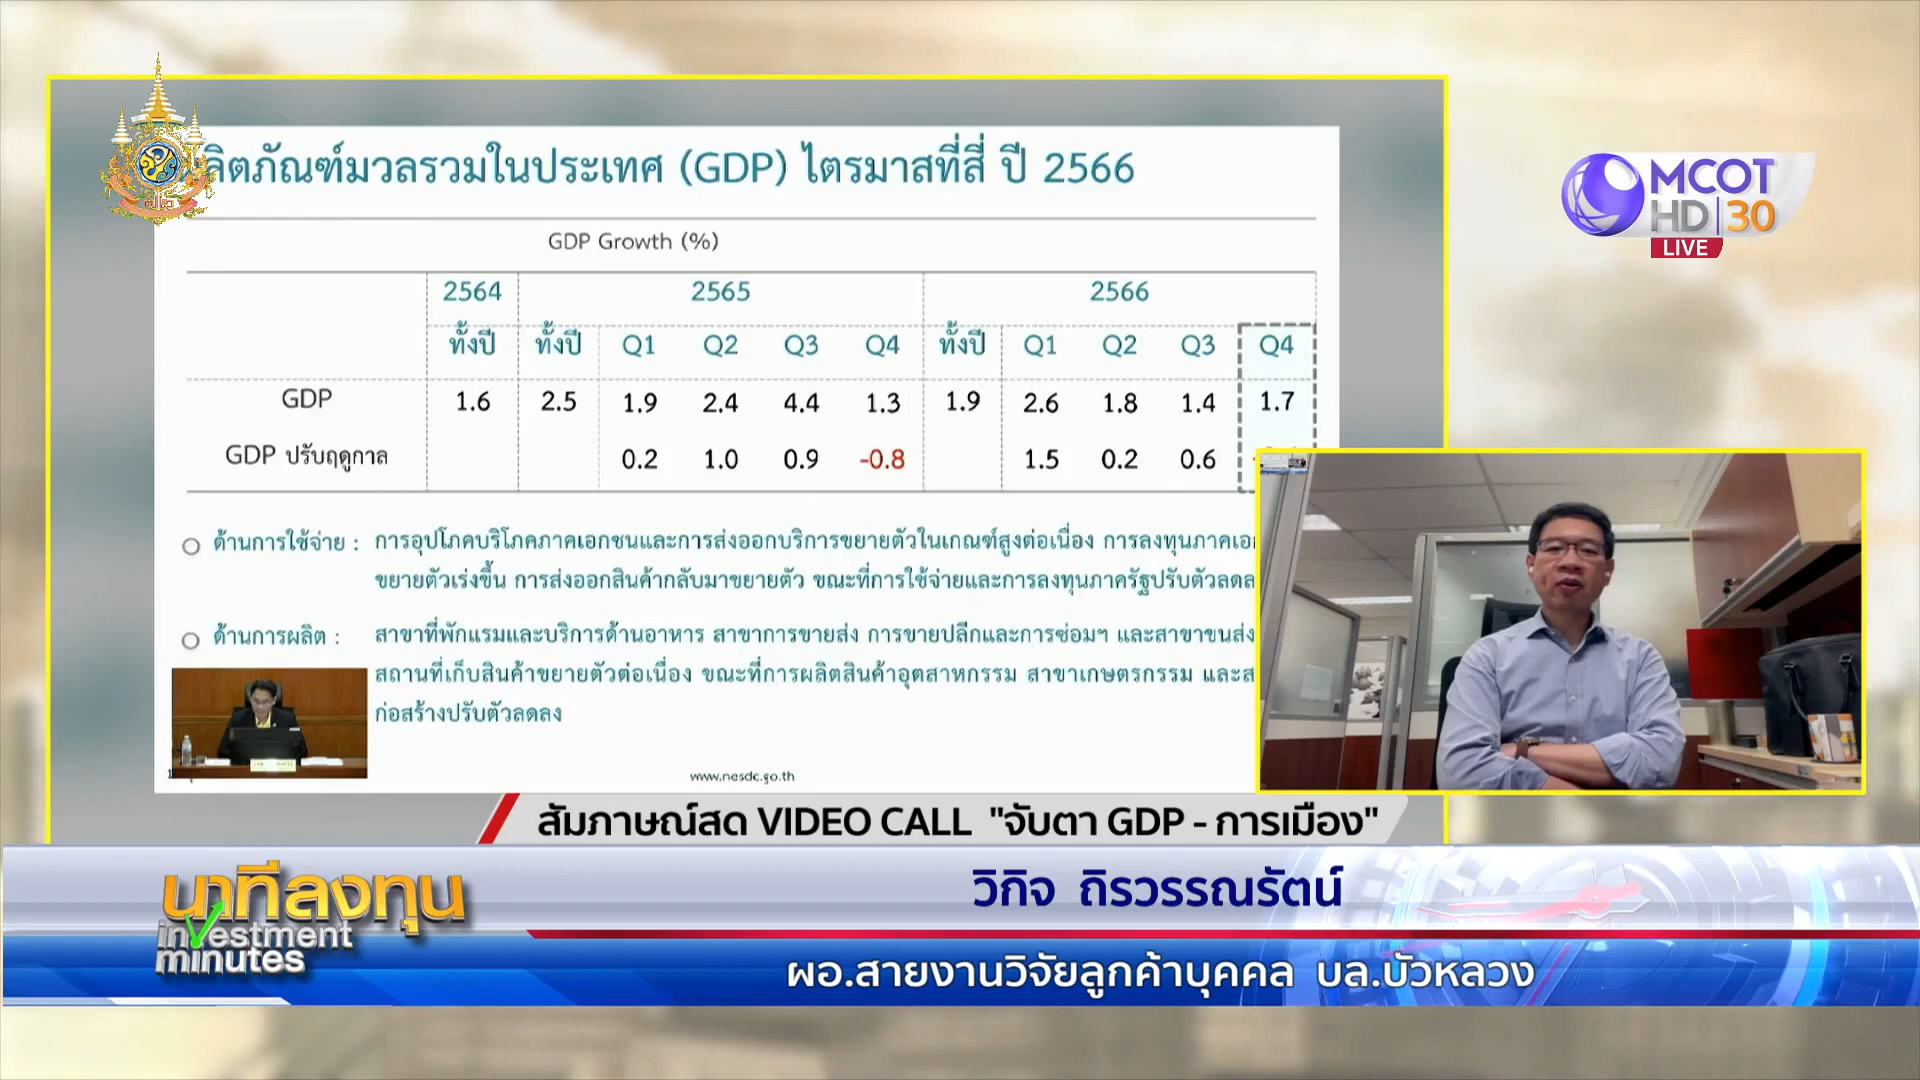 ลิตภัณฑ์มวลรวมในประเทศ (GDP) ไตรมาสที่สี่ ปี 2566
MCOT
HD 30
LIVE
GDP Growth (%)
2564 2565 2566
ทั้งปี ทั้งปี Q1 Q2 Q3 Q4 ทั้งปี Q1 Q2 Q3 Q4
GDP 1.6 2.5 1.9 2.4 4.4 1.3 1.9 2.6 1.8 1.4 1.7
GDP ปรับฤดูกาล 0.2 1.0 0.9 -0.8 1.5 0.2 0.6
ด้านการใช้จ่าย : การอุปโภคบริโภคภาคเอกชนและการส่งออกบริการขยายตัวในเกณฑ์สูงต่อเนื่อง การลงทุนภาคเอ
ขยายตัวเร่งขึ้น การส่งออกสินค้ากลับมาขยายตัว ขณะที่การใช้จ่ายและการลงทุนภาครัฐปรับตัวลดล
ด้านการผลิต : สาขาที่พักแรมและบริการด้านอาหาร สาขาการขายส่ง การขายปลีกและการซ่อมฯ และสาขาขนส่ง
สถานที่เก็บสินค้าขยายตัวต่อเนื่อง ขณะที่การผลิตสินค้าอุตสาหกรรม สาขาเกษตรกรรม และส
ก่อสร้างปรับตัวลดลง
www.nesdc.go.th
สัมภาษณ์สด VIDEO CALL "จับตา GDP - การเมือง"
นาทีลงทุน
investment
minutes
วิกิจ ถิรวรรณรัตน์
ผอ.สายงานวิจัยลูกค้าบุคคล บล.บัวหลวง